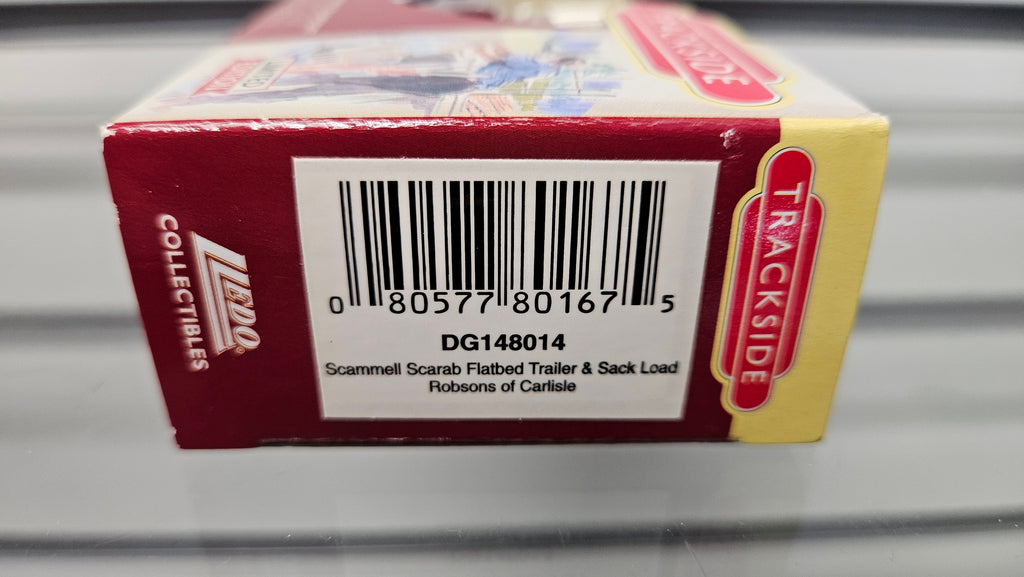 TRACKSIDE
0 80577 80167 5
DG148014
Scammell Scarab Flatbed Trailer & Sack Load
Robsons of Carlisle
LLEDO
COLLECTIBLES
TRACKSIDE